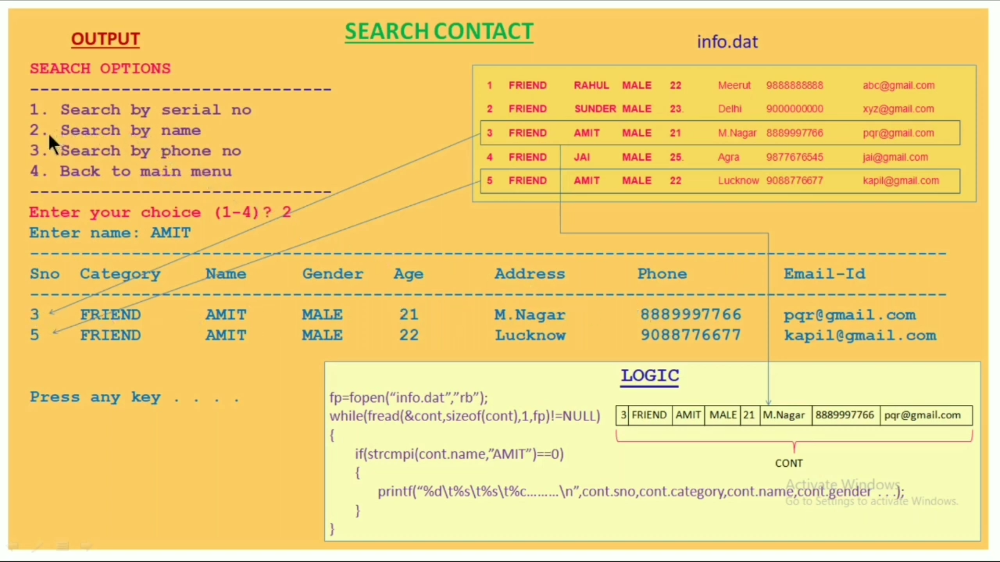 SEARCH CONTACT
OUTPUT
SEARCH OPTIONS
------------------------------
1. Search by serial no
2. Search by name
3. Search by phone no
4. Back to main menu
------------------------------
Enter your choice (1-4)? 2
Enter name: AMIT
info.dat
1 FRIEND RAHUL MALE 22 Meerut 9888888888 abc@gmail.com
2 FRIEND SUNDER MALE 23. Delhi 9000000000 xyz@gmail.com
3 FRIEND AMIT MALE 21 M.Nagar 8889997766 pqr@gmail.com
4 FRIEND JAI MALE 25. Agra 9877676545 jai@gmail.com
5 FRIEND AMIT MALE 22 Lucknow 9088776677 kapil@gmail.com
------------------------------------------------------------------------------------------
Sno Category Name Gender Age Address Phone Email-Id
------------------------------------------------------------------------------------------
3 FRIEND AMIT MALE 21 M.Nagar 8889997766 pqr@gmail.com
5 FRIEND AMIT MALE 22 Lucknow 9088776677 kapil@gmail.com
Press any key . . . .
LOGIC
fp=fopen(“info.dat”,”rb”);
while(fread(&cont,sizeof(cont),1,fp)!=NULL)
{
if(strcmpi(cont.name,”AMIT”)==0)
{
printf(“%d\t%s\t%s\t%c.........\n”,cont.sno,cont.category,cont.name,cont.gender . . .);
}
}
3 FRIEND AMIT MALE 21 M.Nagar 8889997766 pqr@gmail.com
CONT
Activate Windows
Go to Settings to activate Windows.